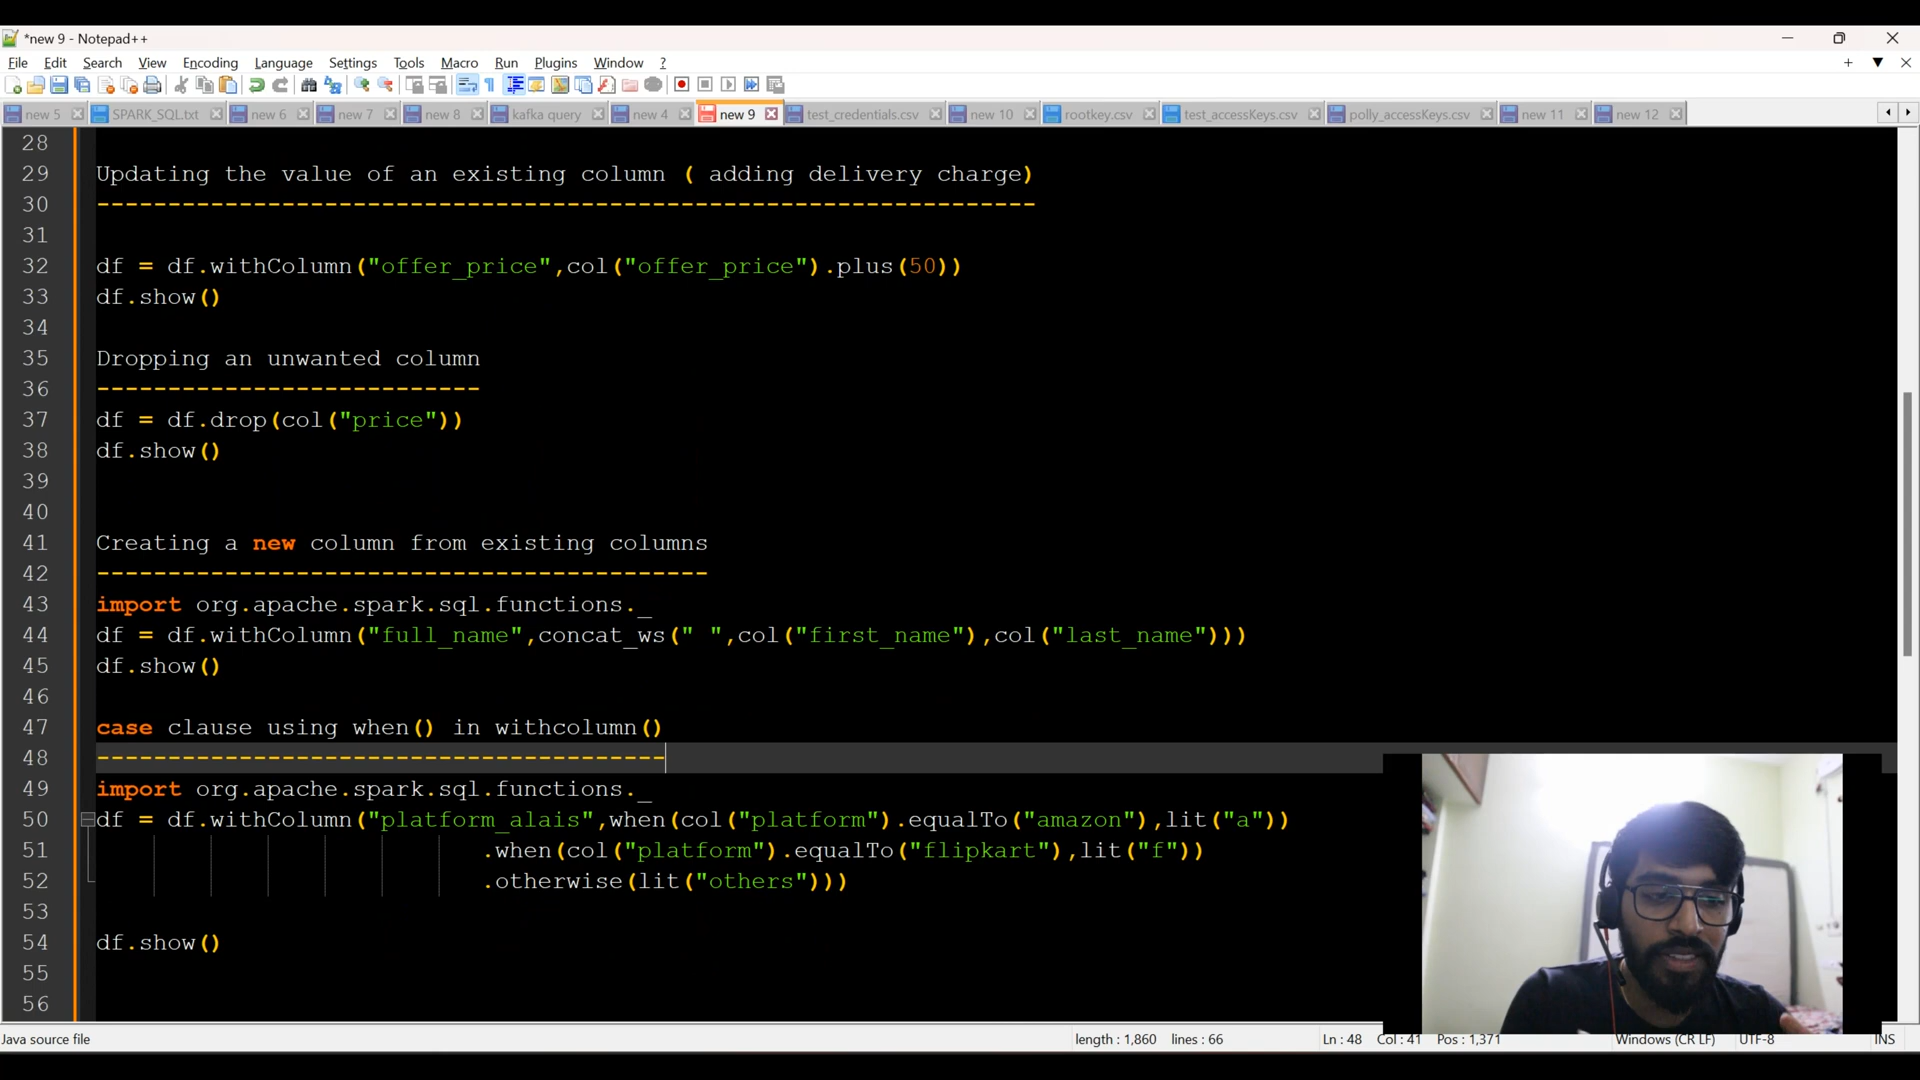 *new 9 - Notepad++
File Edit Search View Encoding Language Settings Tools Macro Run Plugins Window ?
new 5 SPARK_SQL.txt new 6 new 7 new 8 kafka query new 4 new 9 test_credentials.csv new 10 rootkey.csv test_accessKeys.csv polly_accessKeys.csv new 11 new 12
28
29 Updating the value of an existing column ( adding delivery charge)
30 ------------------------------------------------------------------
31
32 df = df.withColumn("offer_price",col("offer_price").plus(50))
33 df.show()
34
35 Dropping an unwanted column
36 ---------------------------
37 df = df.drop(col("price"))
38 df.show()
39
40
41 Creating a new column from existing columns
42 -------------------------------------------
43 import org.apache.spark.sql.functions._
44 df = df.withColumn("full_name",concat_ws(" ",col("first_name"),col("last_name")))
45 df.show()
46
47 case clause using when() in withcolumn()
48 ----------------------------------------
49 import org.apache.spark.sql.functions._
50 df = df.withColumn("platform_alais",when(col("platform").equalTo("amazon"),lit("a"))
51 .when(col("platform").equalTo("flipkart"),lit("f"))
52 .otherwise(lit("others")))
53
54 df.show()
55
56
Java source file length : 1,860 lines : 66 Ln : 48 Col : 41 Pos : 1,371 Windows (CR LF) UTF-8 INS